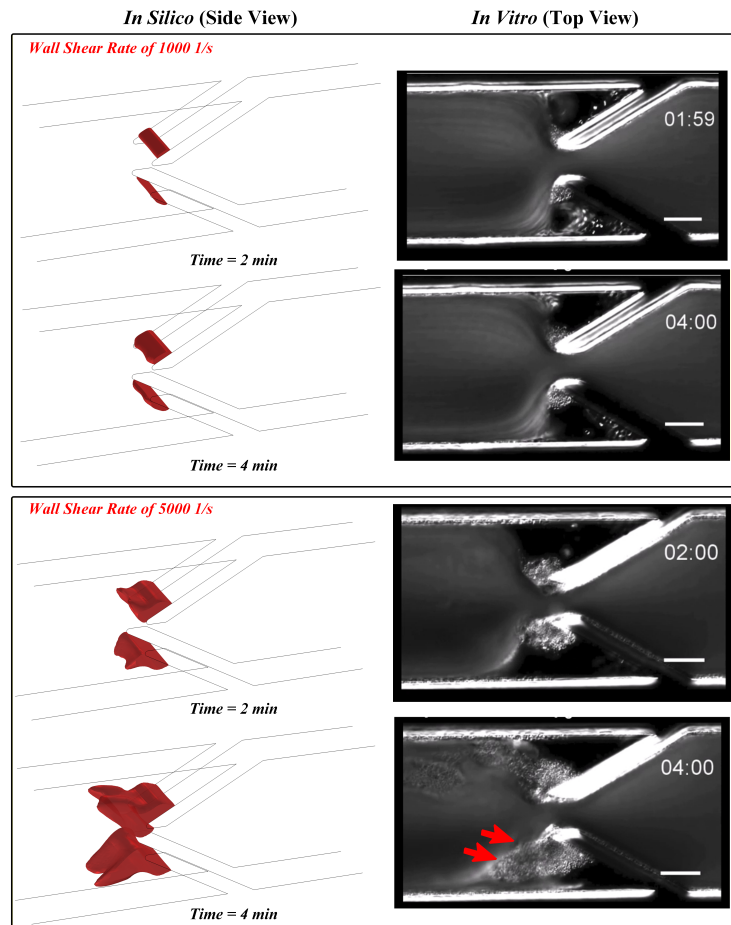 In Silico (Side View)
In Vitro (Top View)
Wall Shear Rate of 1000 1/s
01:59
Time = 2 min
04:00
Time = 4 min
Wall Shear Rate of 5000 1/s
02:00
Time = 2 min
04:00
Time = 4 min